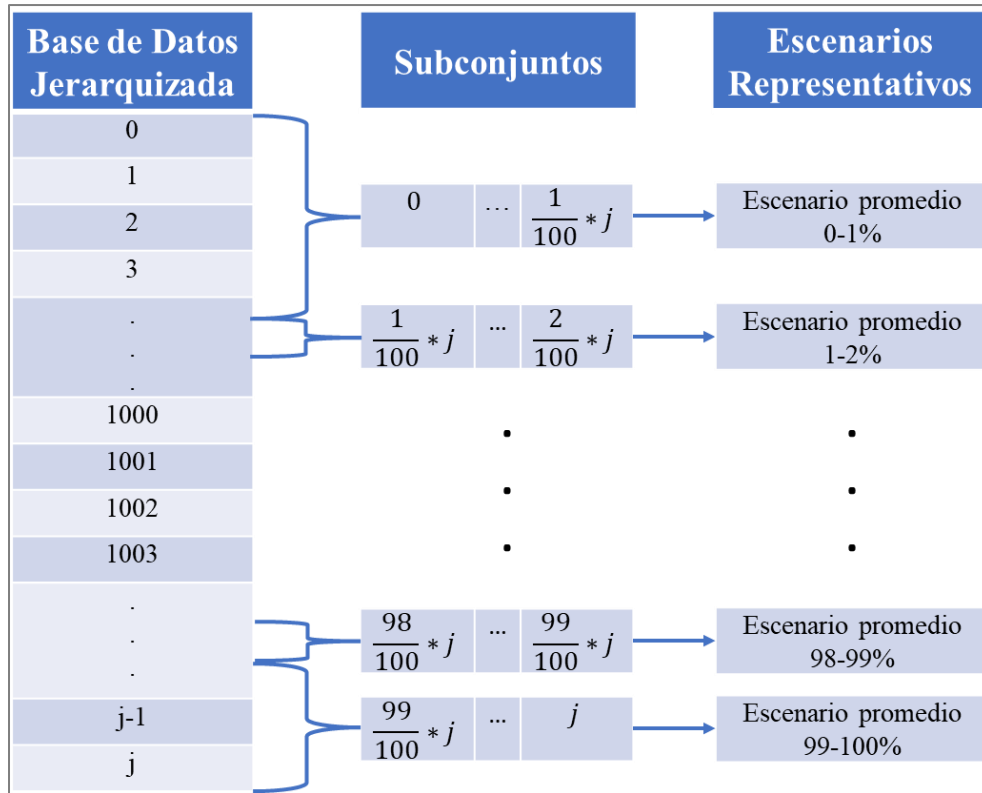 Base de Datos
Jerarquizada
Subconjuntos
Escenarios
Representativos
0
1
2
3
.
.
.
1000
1001
1002
1003
.
.
.
j-1
j
0 ... 1/100 * j
Escenario promedio
0-1%
1/100 * j ... 2/100 * j
Escenario promedio
1-2%
. .
. .
. .
98/100 * j ... 99/100 * j
Escenario promedio
98-99%
99/100 * j ... j
Escenario promedio
99-100%